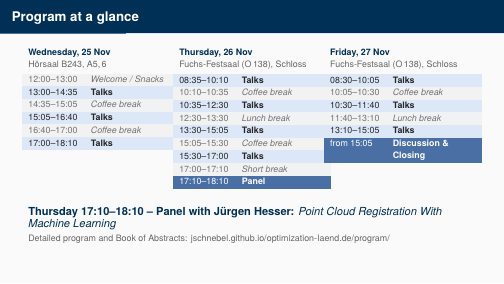 Program at a glance
Wednesday, 25 Nov
Hörsaal B243, A5, 6
12:00–13:00 Welcome / Snacks
13:00–14:35 Talks
14:35–15:05 Coffee break
15:05–16:40 Talks
16:40–17:00 Coffee break
17:00–18:10 Talks
Thursday, 26 Nov
Fuchs-Festsaal (O 138), Schloss
08:35–10:10 Talks
10:10–10:35 Coffee break
10:35–12:30 Talks
12:30–13:30 Lunch break
13:30–15:05 Talks
15:05–15:30 Coffee break
15:30–17:00 Talks
17:00–17:10 Short break
17:10–18:10 Panel
Friday, 27 Nov
Fuchs-Festsaal (O 138), Schloss
08:30–10:05 Talks
10:05–10:30 Coffee break
10:30–11:40 Talks
11:40–13:10 Lunch break
13:10–15:05 Talks
from 15:05 Discussion &
Closing
Thursday 17:10–18:10 – Panel with Jürgen Hesser: Point Cloud Registration With
Machine Learning
Detailed program and Book of Abstracts: jschnebel.github.io/optimization-laend.de/program/